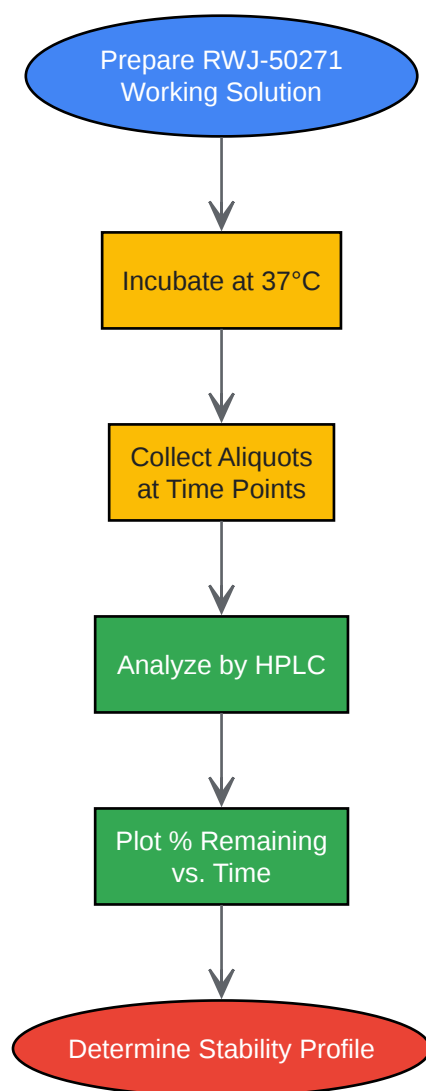 Prepare RWJ-50271
Working Solution
Incubate at 37°C
Collect Aliquots
at Time Points
Analyze by HPLC
Plot % Remaining
vs. Time
Determine Stability Profile